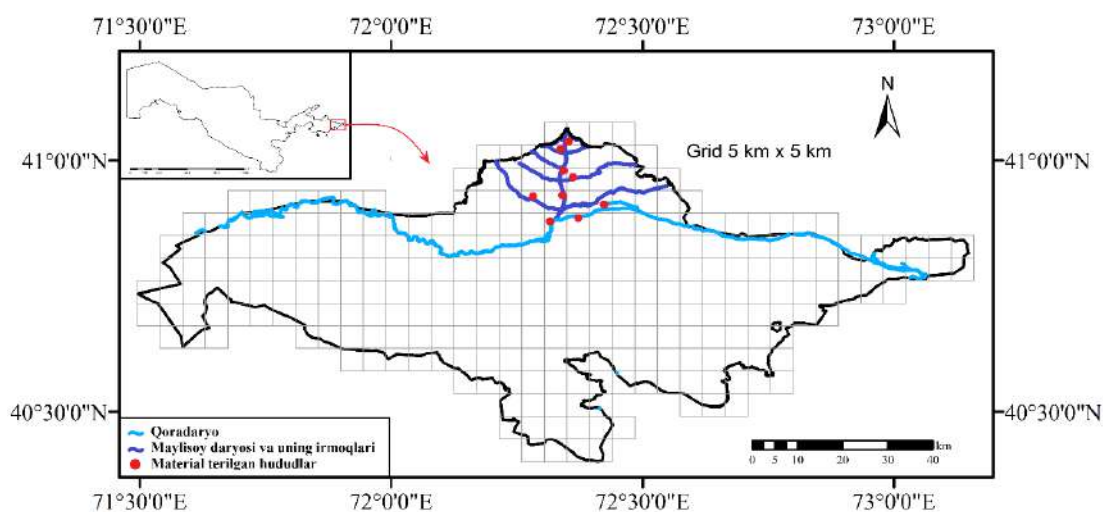 71°30'0"E 72°0'0"E 72°30'0"E 73°0'0"E
N
41°0'0"N Grid 5 km x 5 km 41°0'0"N
40°30'0"N 40°30'0"N
Qoradaryo
Maylisoy daryosi va uning irmoqlari
Material terilgan hududlar
km
0 5 10 20 30 40
71°30'0"E 72°0'0"E 72°30'0"E 73°0'0"E